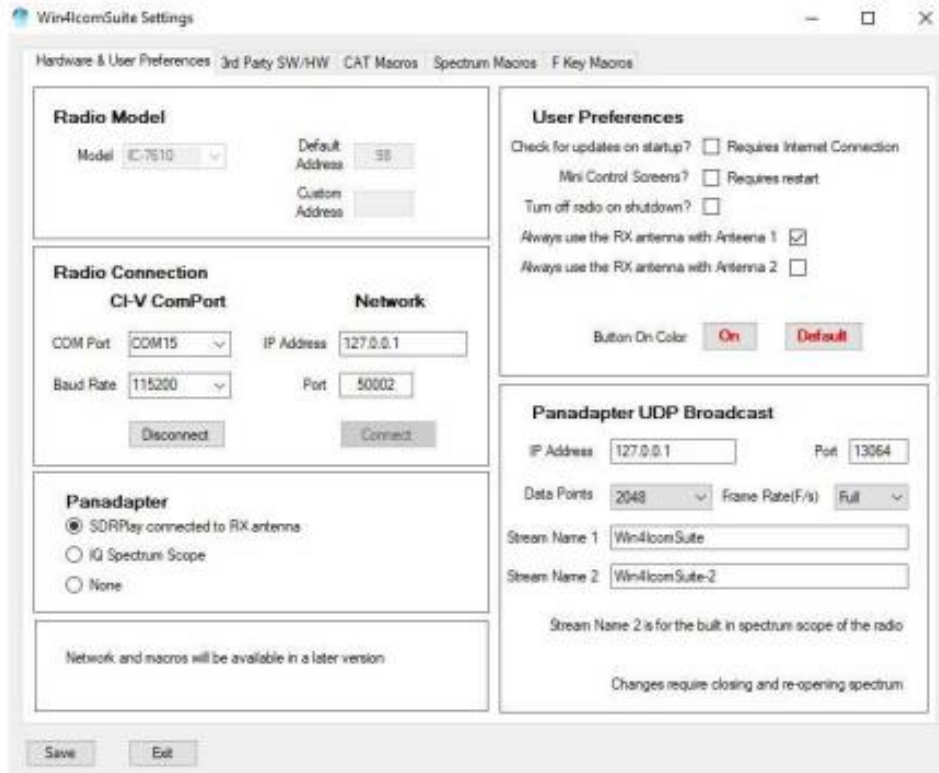 Win4IcomSuite Settings
Hardware & User Preferences 3rd Party SW/HW CAT Macros Spectrum Macros F Key Macros
Radio Model
Model IC-7610
Default Address 98
Custom Address
Radio Connection
CI-V ComPort Network
COM Port COM15 IP Address 127.0.0.1
Baud Rate 115200 Port 50002
Disconnect Connect
Panadapter
SDRPlay connected to RX antenna
IQ Spectrum Scope
None
Network and macros will be available in a later version
User Preferences
Check for updates on startup? Requires Internet Connection
Mini Control Screens? Requires restart
Turn off radio on shutdown?
Always use the RX antenna with Anteena 1
Always use the RX antenna with Antenna 2
Button On Color On Default
Panadapter UDP Broadcast
IP Address 127.0.0.1 Port 13064
Data Points 2048 Frame Rate(F/s) Full
Stream Name 1 Win4IcomSuite
Stream Name 2 Win4IcomSuite-2
Stream Name 2 is for the built in spectrum scope of the radio
Changes require closing and re-opening spectrum
Save Exit